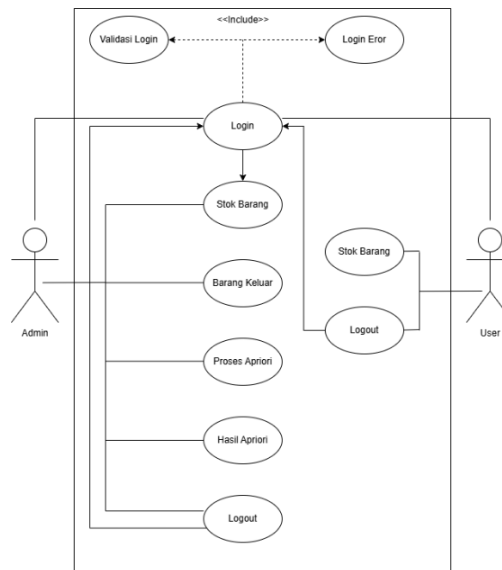 <<Include>>
Validasi Login
Login Eror
Login
Stok Barang
Stok Barang
Barang Keluar
Logout
Admin
User
Proses Apriori
Hasil Apriori
Logout